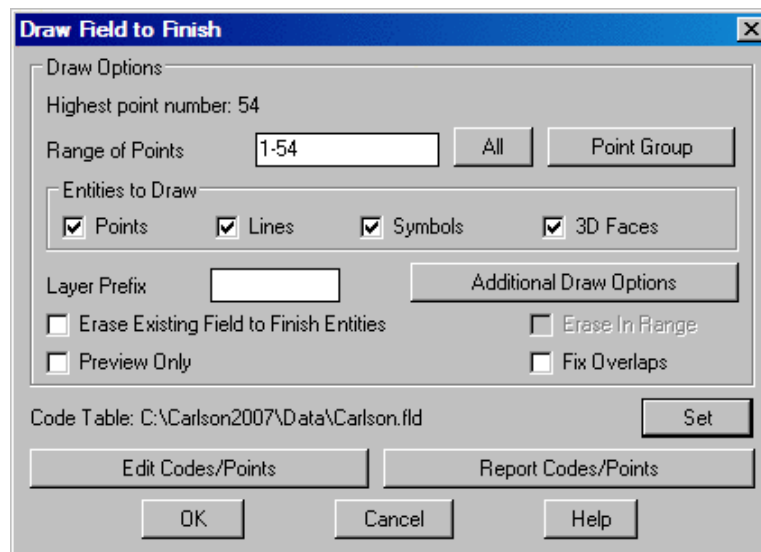 Draw Field to Finish
Draw Options
Highest point number: 54
Range of Points 1-54 All Point Group
Entities to Draw
Points Lines Symbols 3D Faces
Layer Prefix Additional Draw Options
Erase Existing Field to Finish Entities Erase In Range
Preview Only Fix Overlaps
Code Table: C:\Carlson2007\Data\Carlson.fld Set
Edit Codes/Points Report Codes/Points
OK Cancel Help